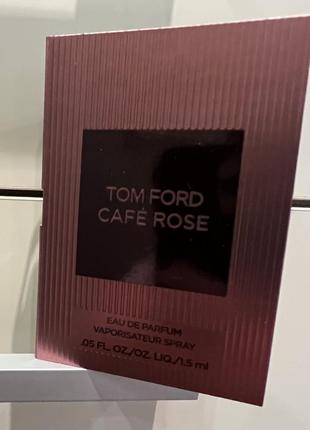 TOM FORD
CAFÉ ROSE
EAU DE PARFUM
VAPORISATEUR SPRAY
.05 FL. OZ./OZ. LIQ./1.5 ml